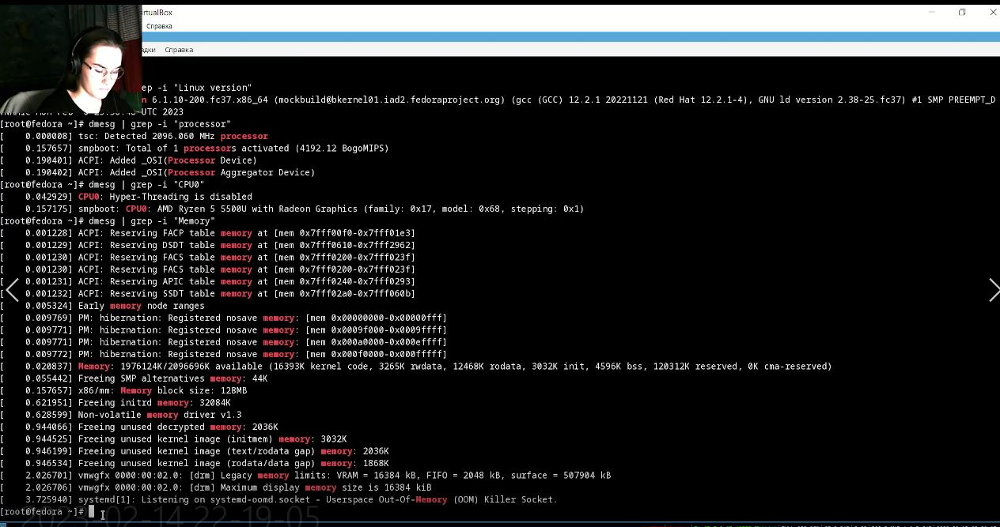 rtualBox
Справка
адки Справка
ep -i "Linux version"
n 6.1.10-200.fc37.x86_64 (mockbuild@bkernel01.iad2.fedoraproject.org) (gcc (GCC) 12.2.1 20221121 (Red Hat 12.2.1-4), GNU ld version 2.38-25.fc37) #1 SMP PREEMPT_D
UTC 2023
[root@fedora ~]# dmesg | grep -i "processor"
[    0.000008] tsc: Detected 2096.060 MHz processor
[    0.157657] smpboot: Total of 1 processors activated (4192.12 BogoMIPS)
[    0.190401] ACPI: Added _OSI(Processor Device)
[    0.190402] ACPI: Added _OSI(Processor Aggregator Device)
[root@fedora ~]# dmesg | grep -i "CPU0"
[    0.042929] CPU0: Hyper-Threading is disabled
[    0.157175] smpboot: CPU0: AMD Ryzen 5 5500U with Radeon Graphics (family: 0x17, model: 0x68, stepping: 0x1)
[root@fedora ~]# dmesg | grep -i "Memory"
[    0.001228] ACPI: Reserving FACP table memory at [mem 0x7fff00f0-0x7fff01e3]
[    0.001229] ACPI: Reserving DSDT table memory at [mem 0x7fff0610-0x7fff2962]
[    0.001230] ACPI: Reserving FACS table memory at [mem 0x7fff0200-0x7fff023f]
[    0.001230] ACPI: Reserving FACS table memory at [mem 0x7fff0200-0x7fff023f]
[    0.001231] ACPI: Reserving APIC table memory at [mem 0x7fff0240-0x7fff0293]
[    0.001232] ACPI: Reserving SSDT table memory at [mem 0x7fff02a0-0x7fff060b]
[    0.005324] Early memory node ranges
[    0.009769] PM: hibernation: Registered nosave memory: [mem 0x00000000-0x00000fff]
[    0.009771] PM: hibernation: Registered nosave memory: [mem 0x0009f000-0x0009ffff]
[    0.009771] PM: hibernation: Registered nosave memory: [mem 0x000a0000-0x000effff]
[    0.009772] PM: hibernation: Registered nosave memory: [mem 0x000f0000-0x000fffff]
[    0.020837] Memory: 1976124K/2096696K available (16393K kernel code, 3265K rwdata, 12468K rodata, 3032K init, 4596K bss, 120312K reserved, 0K cma-reserved)
[    0.055442] Freeing SMP alternatives memory: 44K
[    0.157657] x86/mm: Memory block size: 128MB
[    0.621951] Freeing initrd memory: 32084K
[    0.628599] Non-volatile memory driver v1.3
[    0.944066] Freeing unused decrypted memory: 2036K
[    0.944525] Freeing unused kernel image (initmem) memory: 3032K
[    0.946199] Freeing unused kernel image (text/rodata gap) memory: 2036K
[    0.946534] Freeing unused kernel image (rodata/data gap) memory: 1868K
[    2.026701] vmwgfx 0000:00:02.0: [drm] Legacy memory limits: VRAM = 16384 kB, FIFO = 2048 kB, surface = 507904 kB
[    2.026706] vmwgfx 0000:00:02.0: [drm] Maximum display memory size is 16384 kiB
[    3.725940] systemd[1]: Listening on systemd-oomd.socket - Userspace Out-Of-Memory (OOM) Killer Socket.
[root@fedora ~]#
2023-02-14 22-19-05